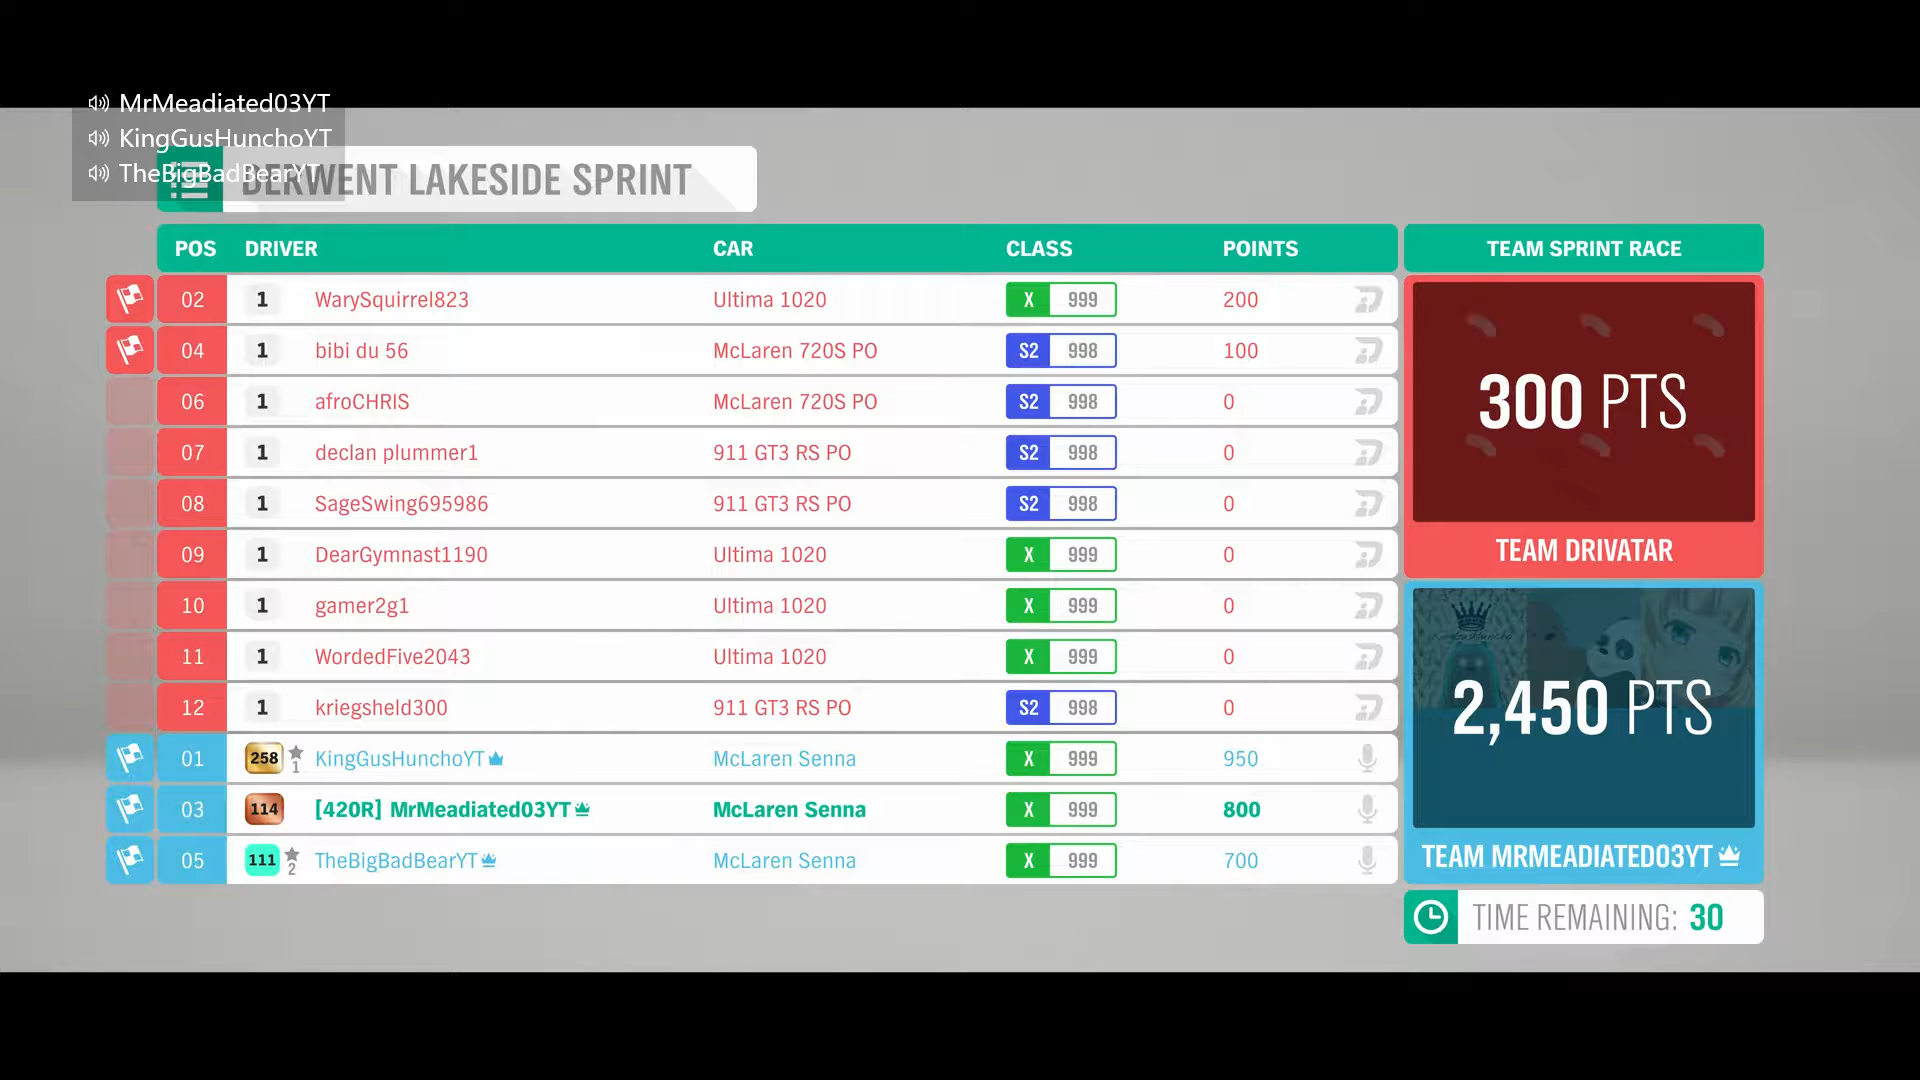 MrMeadiated03YT
KingGusHunchoYT
TheBigBadBearYT
DERWENT LAKESIDE SPRINT
POS DRIVER CAR CLASS POINTS
02 1 WarySquirrel823 Ultima 1020 X 999 200
04 1 bibi du 56 McLaren 720S PO S2 998 100
06 1 afroCHRIS McLaren 720S PO S2 998 0
07 1 declan plummer1 911 GT3 RS PO S2 998 0
08 1 SageSwing695986 911 GT3 RS PO S2 998 0
09 1 DearGymnast1190 Ultima 1020 X 999 0
10 1 gamer2g1 Ultima 1020 X 999 0
11 1 WordedFive2043 Ultima 1020 X 999 0
12 1 kriegsheld300 911 GT3 RS PO S2 998 0
01 258 1 KingGusHunchoYT McLaren Senna X 999 950
03 114 [420R] MrMeadiated03YT McLaren Senna X 999 800
05 111 2 TheBigBadBearYT McLaren Senna X 999 700
TEAM SPRINT RACE
300 PTS
TEAM DRIVATAR
KingGusHuncho
2,450 PTS
TEAM MRMEADIATED03YT
TIME REMAINING: 30